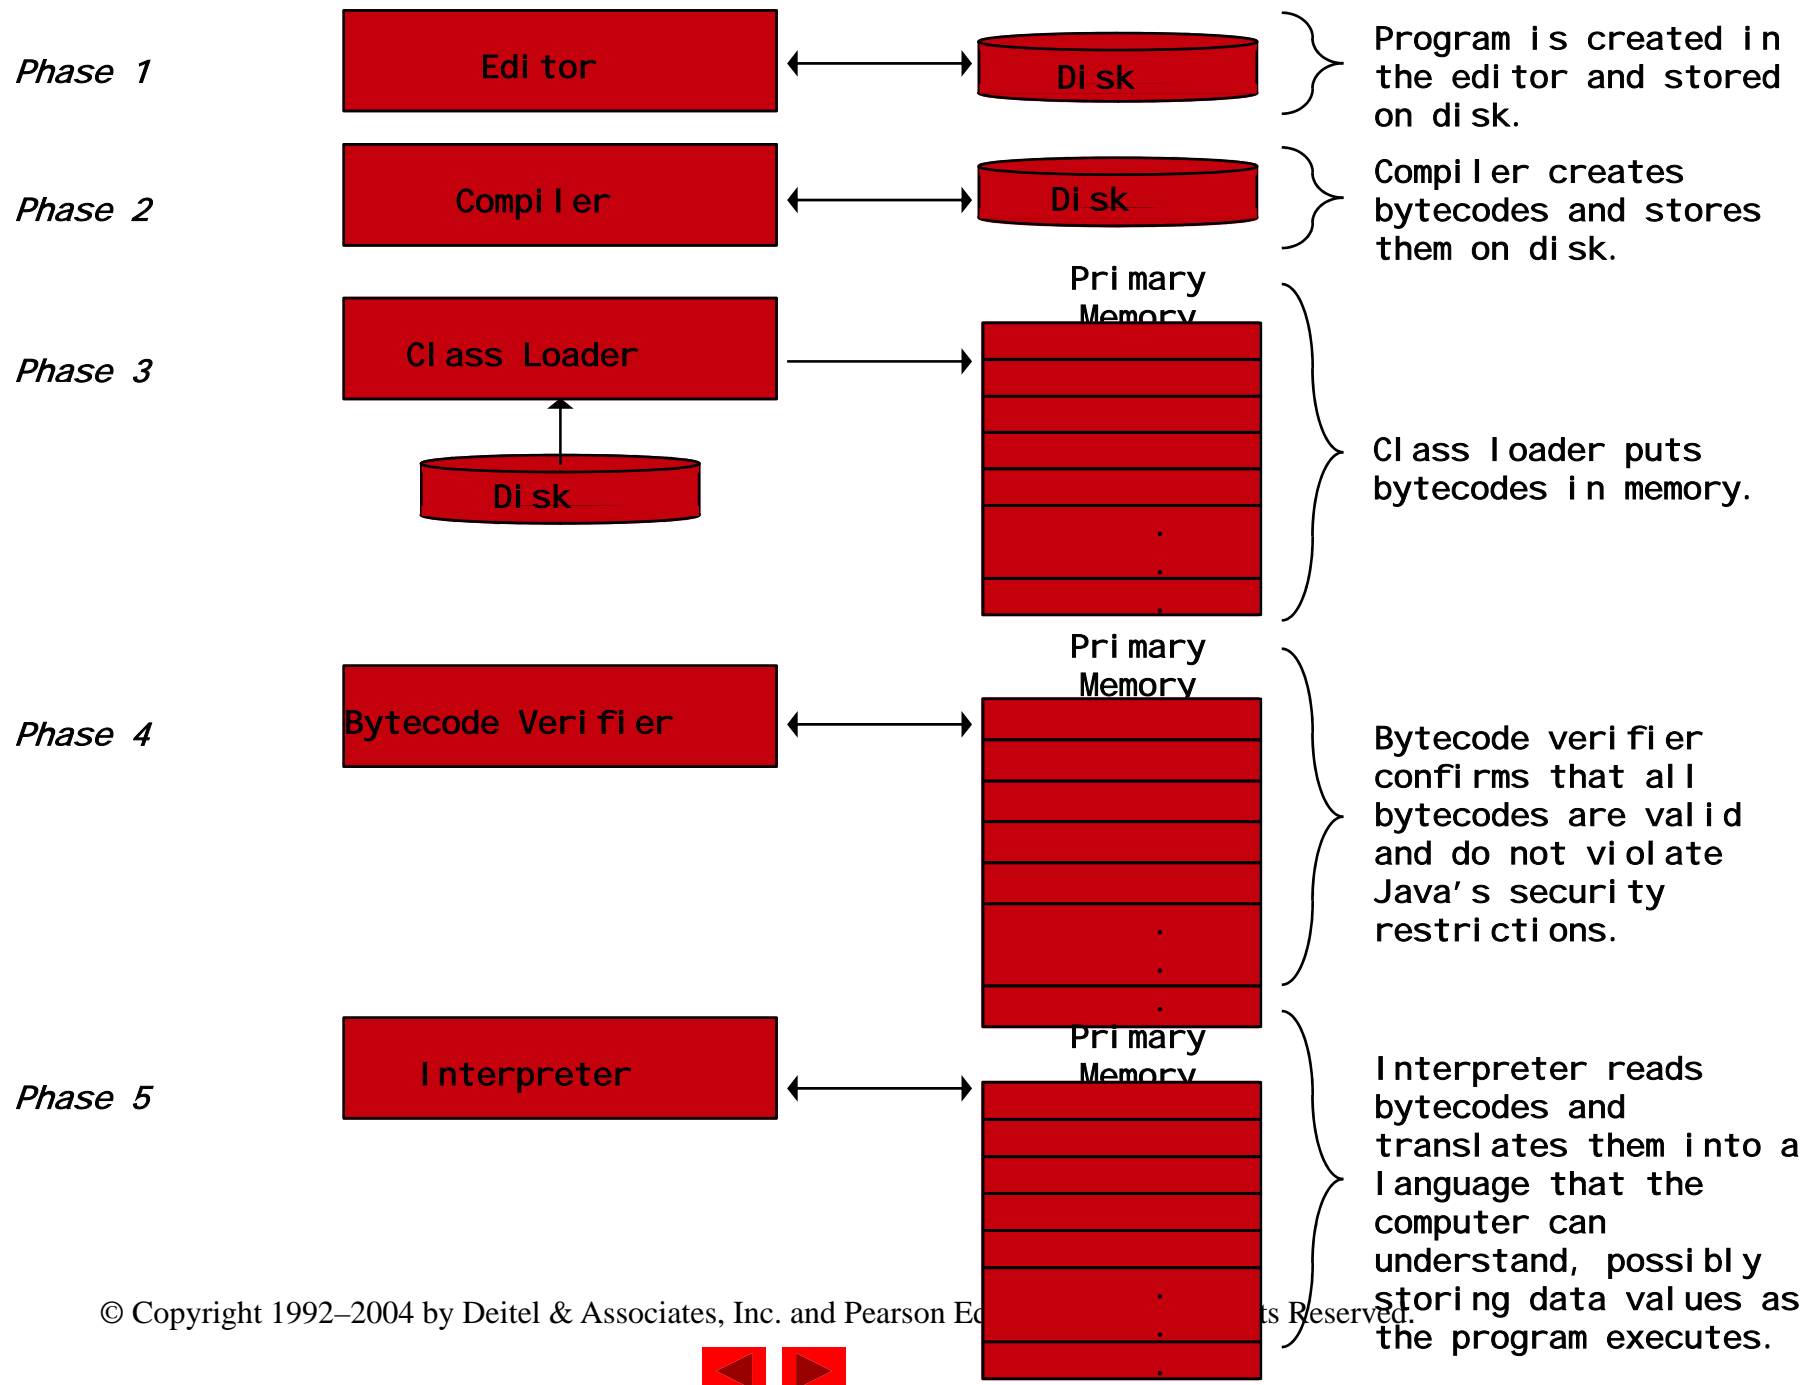 Phase 1
Editor
Disk
Program is created in
the editor and stored
on disk.
Phase 2
Compiler
Disk
Compiler creates
bytecodes and stores
them on disk.
Phase 3
Class Loader
Disk
Primary
Memory
.
.
.
Class loader puts
bytecodes in memory.
Phase 4
Bytecode Verifier
Primary
Memory
.
.
.
Bytecode verifier
confirms that all
bytecodes are valid
and do not violate
Java's security
restrictions.
Phase 5
Interpreter
Primary
Memory
.
.
.
Interpreter reads
bytecodes and
translates them into a
language that the
computer can
understand, possibly
storing data values as
the program executes.
© Copyright 1992–2004 by Deitel & Associates, Inc. and Pearson Reserved.